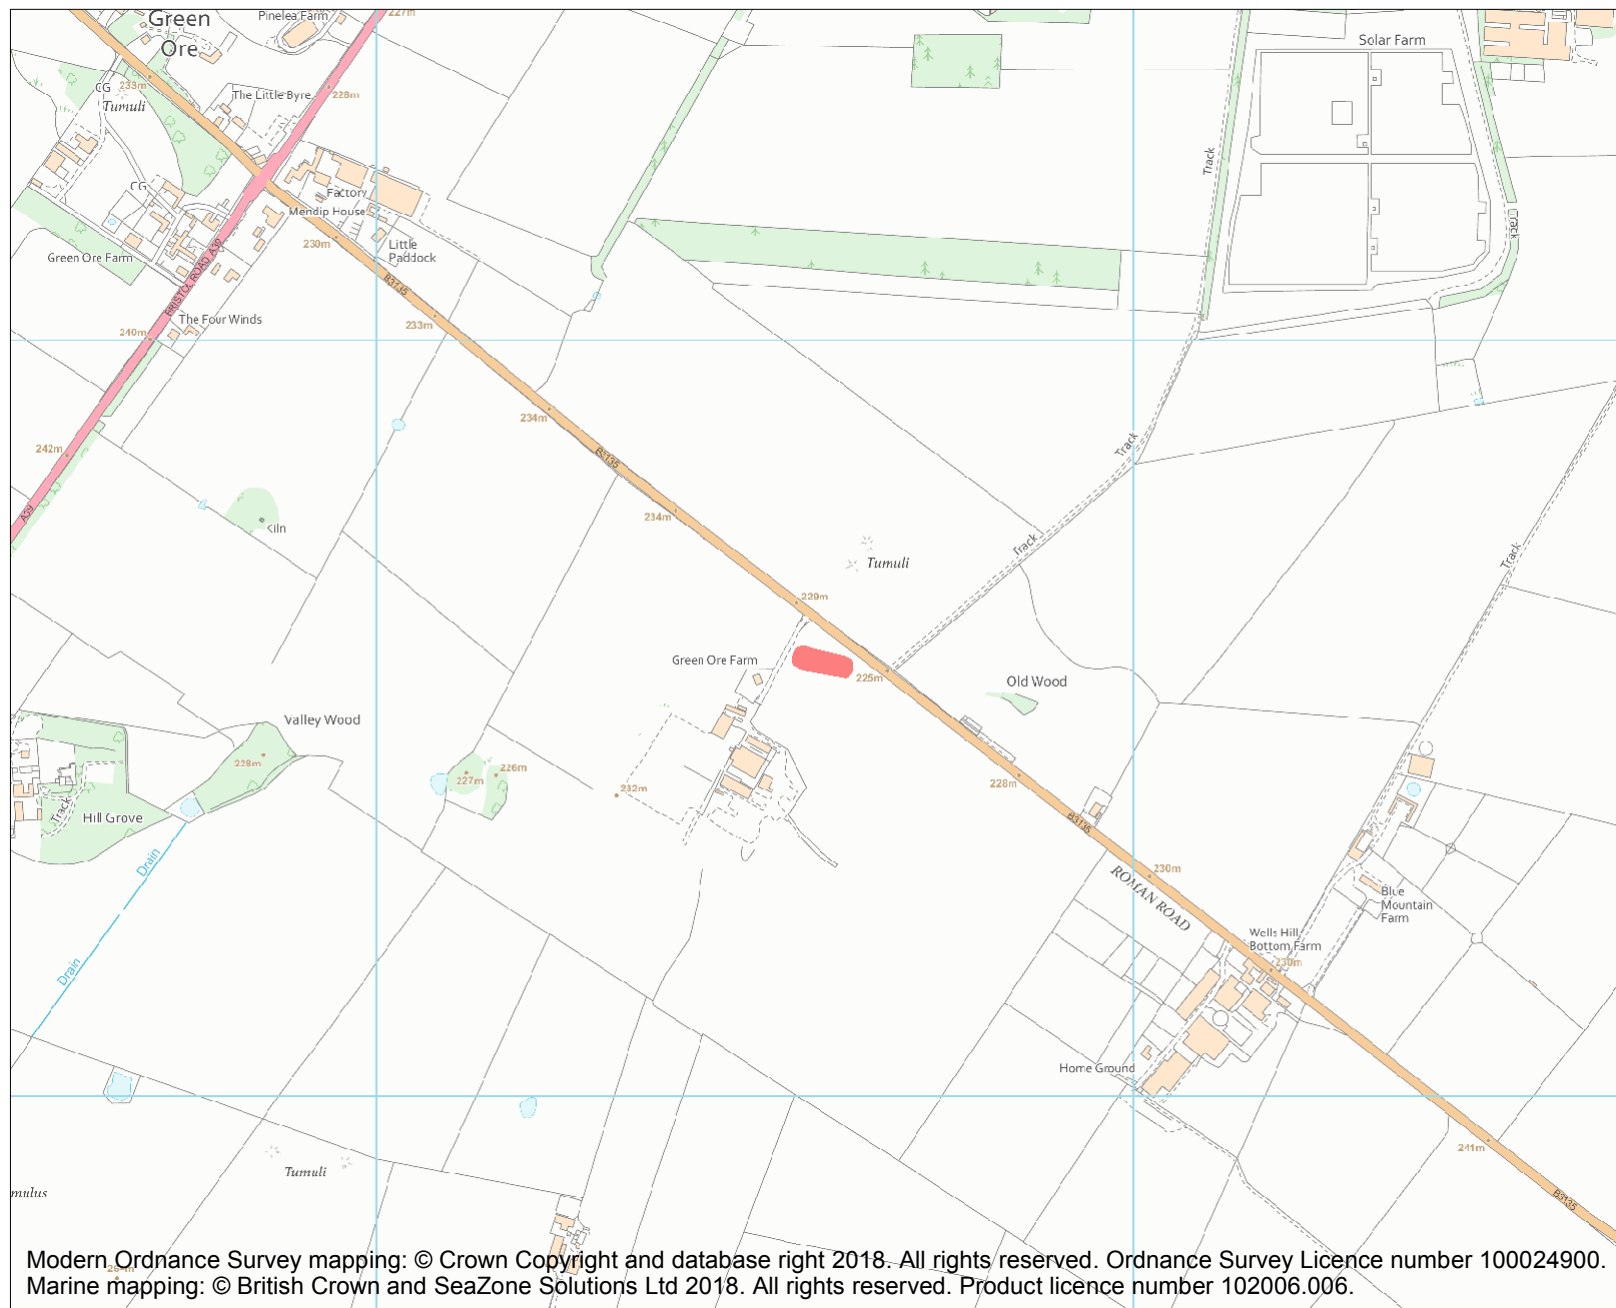 Green
Ore
Pinelea Farm
227m
Solar Farm
233m
CG
Tumuli
The Little Byre
228m
Track
CG
Factory
Mendip House
230m
Little
Paddock
Track
Green Ore Farm
BRISTOL ROAD A39
B3135
The Four Winds
240m
233m
234m
242m
B3135
Track
A39
Kiln
234m
Track
Tumuli
Track
229m
Green Ore Farm
225m
Old Wood
Valley Wood
228m
227m
226m
232m
228m
Track
Hill Grove
B3135
Drain
230m
ROMAN ROAD
Blue
Mountain
Farm
Wells Hill
Bottom Farm
230m
Drain
Home Ground
241m
Tumuli
mulus
B3135
Modern Ordnance Survey mapping: © Crown Copyright and database right 2018. All rights reserved. Ordnance Survey Licence number 100024900.
Marine mapping: © British Crown and SeaZone Solutions Ltd 2018. All rights reserved. Product licence number 102006.006.